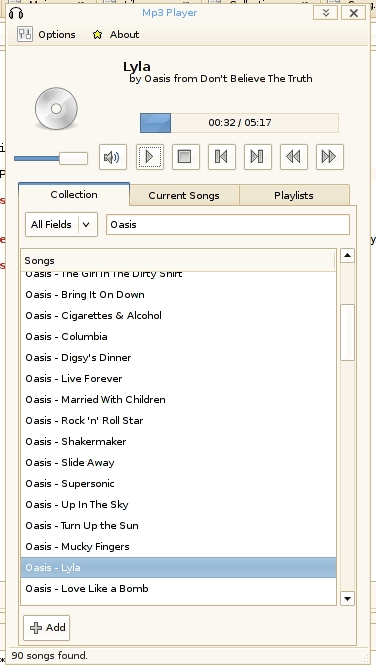 Mp3 Player
Options About
Lyla
by Oasis from Don't Believe The Truth
00:32 / 05:17
Collection Current Songs Playlists
All Fields Oasis
Songs
Oasis - The Girl In The Dirty Shirt
Oasis - Bring It On Down
Oasis - Cigarettes & Alcohol
Oasis - Columbia
Oasis - Digsy's Dinner
Oasis - Live Forever
Oasis - Married With Children
Oasis - Rock 'n' Roll Star
Oasis - Shakermaker
Oasis - Slide Away
Oasis - Supersonic
Oasis - Up In The Sky
Oasis - Turn Up the Sun
Oasis - Mucky Fingers
Oasis - Lyla
Oasis - Love Like a Bomb
Add
90 songs found.